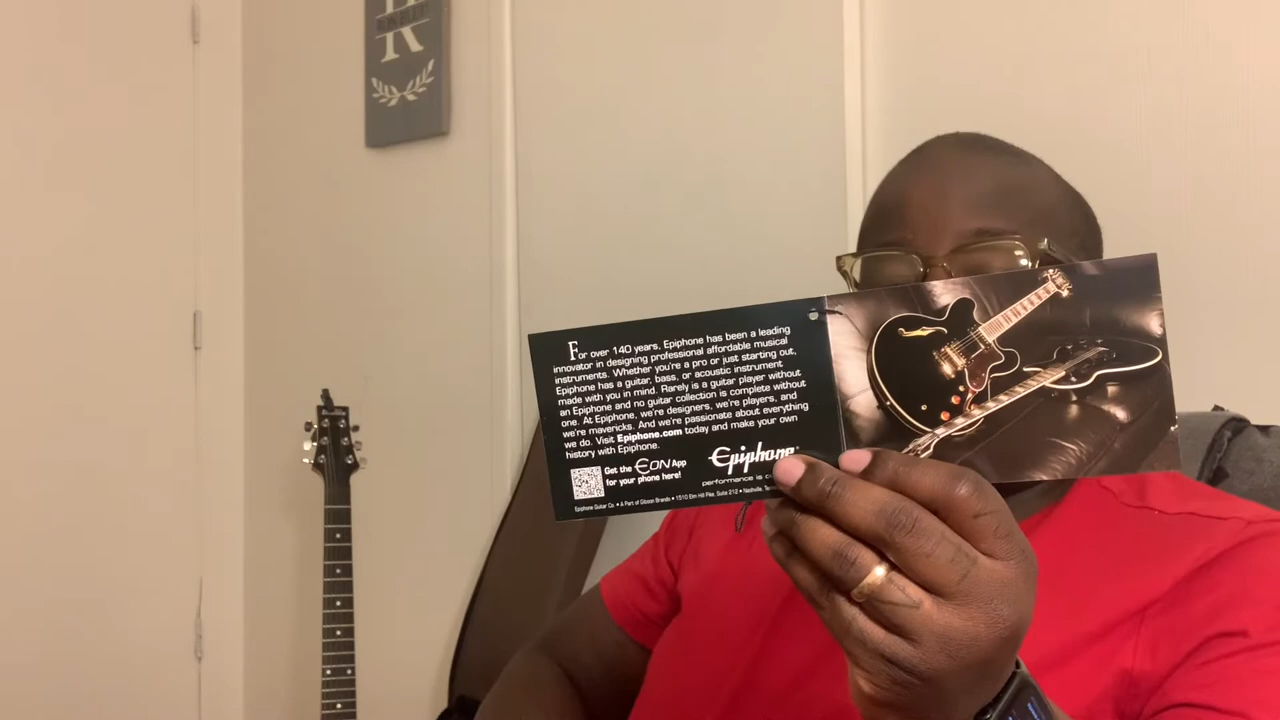 R
For over 140 years, Epiphone has been a leading
innovator in designing professional affordable musical
instruments. Whether you're a pro or just starting out,
Epiphone has a guitar, bass, or acoustic instrument
made with you in mind. Rarely is a guitar player without
an Epiphone and no guitar collection is complete without
one. At Epiphone, we're designers, we're players, and
we're mavericks. And we're passionate about everything
we do. Visit Epiphone.com today and make your own
history with Epiphone.
Get the EON App
for your phone here!
Epiphone
performance is
Epiphone Guitar Co. • A Part of Gibson Brands • 1510 Elm Hill Pike, Suite 212 • Nashville,